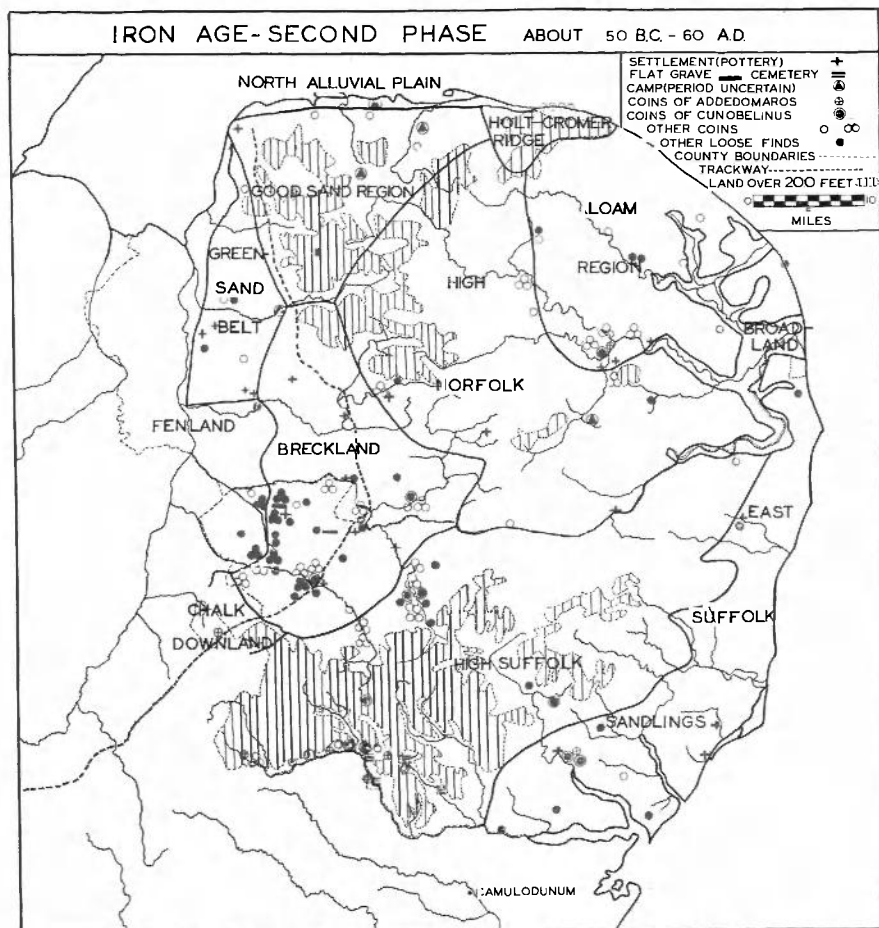 IRON AGE-SECOND PHASE ABOUT 50 B.C. - 60 A.D.
SETTLEMENT(POTTERY)
FLAT GRAVE CEMETERY
CAMP(PERIOD UNCERTAIN)
COINS OF ADDEDOMAROS
COINS OF CUNOBELINUS
OTHER COINS
OTHER LOOSE FINDS
COUNTY BOUNDARIES
TRACKWAY
LAND OVER 200 FEET
0 10
MILES
NORTH ALLUVIAL PLAIN
HOLT-CROMER
RIDGE
GOOD SAND REGION
LOAM
REGION
GREEN-
SAND
BELT
HIGH
NORFOLK
BROAD-
LAND
FENLAND
BRECKLAND
EAST
SUFFOLK
CHALK
DOWNLAND
HIGH SUFFOLK
SANDLINGS
CAMULODUNUM